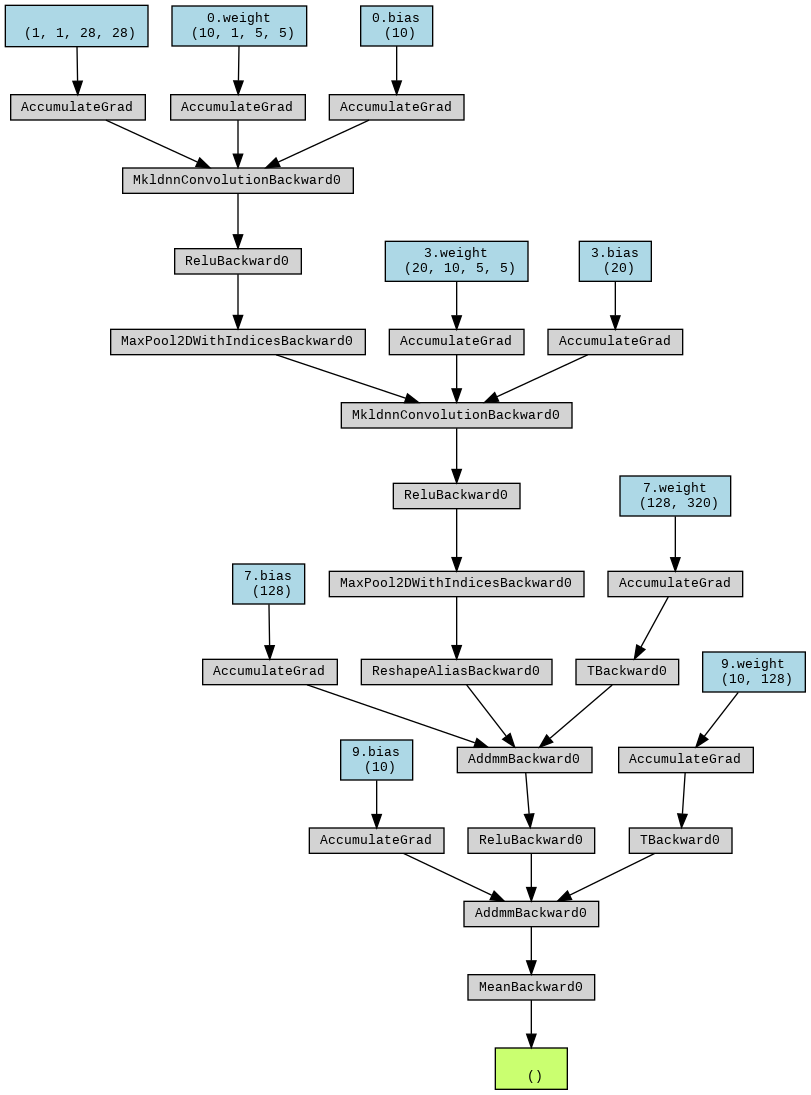 (1, 1, 28, 28)
0.weight
(10, 1, 5, 5)
0.bias
(10)
AccumulateGrad
AccumulateGrad
AccumulateGrad
MkldnnConvolutionBackward0
ReluBackward0
3.weight
(20, 10, 5, 5)
3.bias
(20)
MaxPool2DWithIndicesBackward0
AccumulateGrad
AccumulateGrad
MkldnnConvolutionBackward0
ReluBackward0
7.weight
(128, 320)
7.bias
(128)
MaxPool2DWithIndicesBackward0
AccumulateGrad
AccumulateGrad
ReshapeAliasBackward0
TBackward0
9.weight
(10, 128)
9.bias
(10)
AddmmBackward0
AccumulateGrad
AccumulateGrad
ReluBackward0
TBackward0
AddmmBackward0
MeanBackward0
()